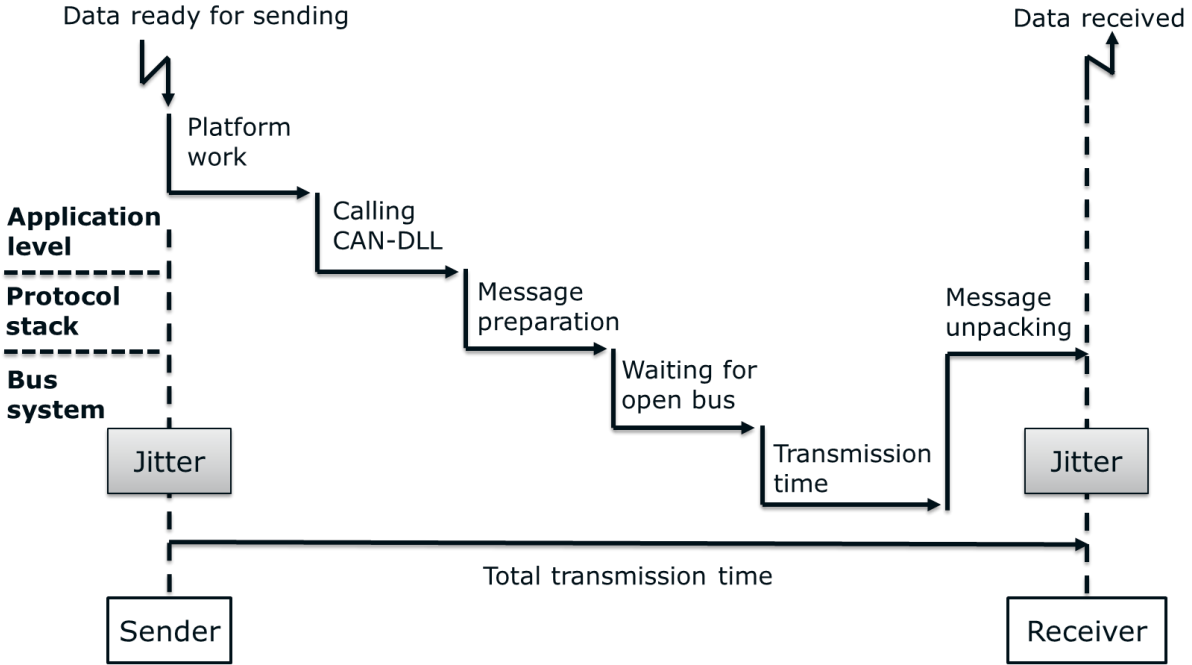 Data ready for sending
Data received
Platform
work
Calling
CAN-DLL
Application
level
Message
preparation
Protocol
stack
Message
unpacking
Waiting for
open bus
Bus
system
Transmission
time
Jitter
Jitter
Total transmission time
Sender
Receiver